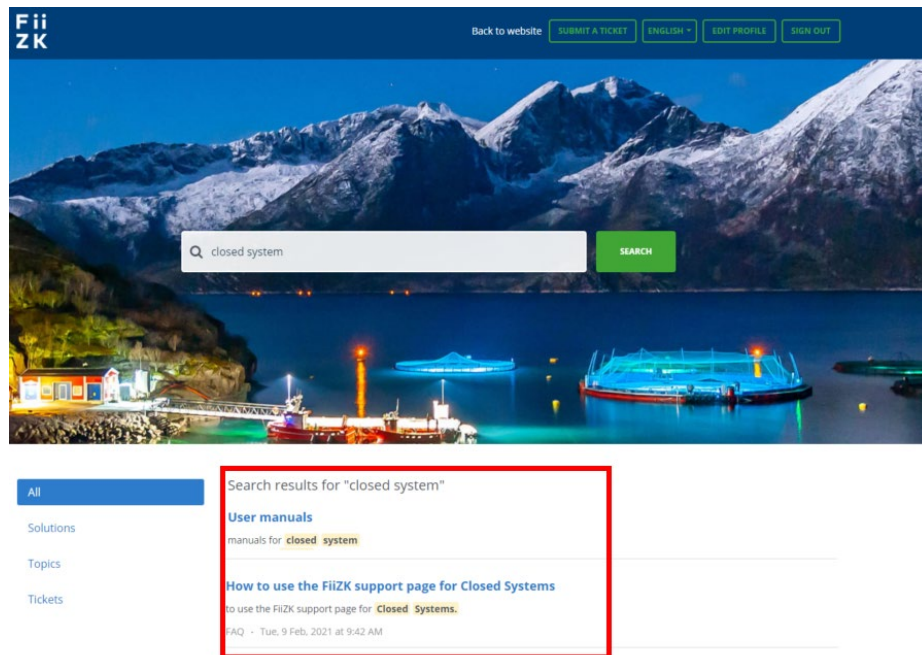 Fii
ZK
Back to website SUBMIT A TICKET ENGLISH EDIT PROFILE SIGN OUT
closed system SEARCH
All
Solutions
Topics
Tickets
Search results for "closed system"
User manuals
manuals for closed system
How to use the FiiZK support page for Closed Systems
to use the FiiZK support page for Closed Systems.
FAQ - Tue, 9 Feb, 2021 at 9:42 AM